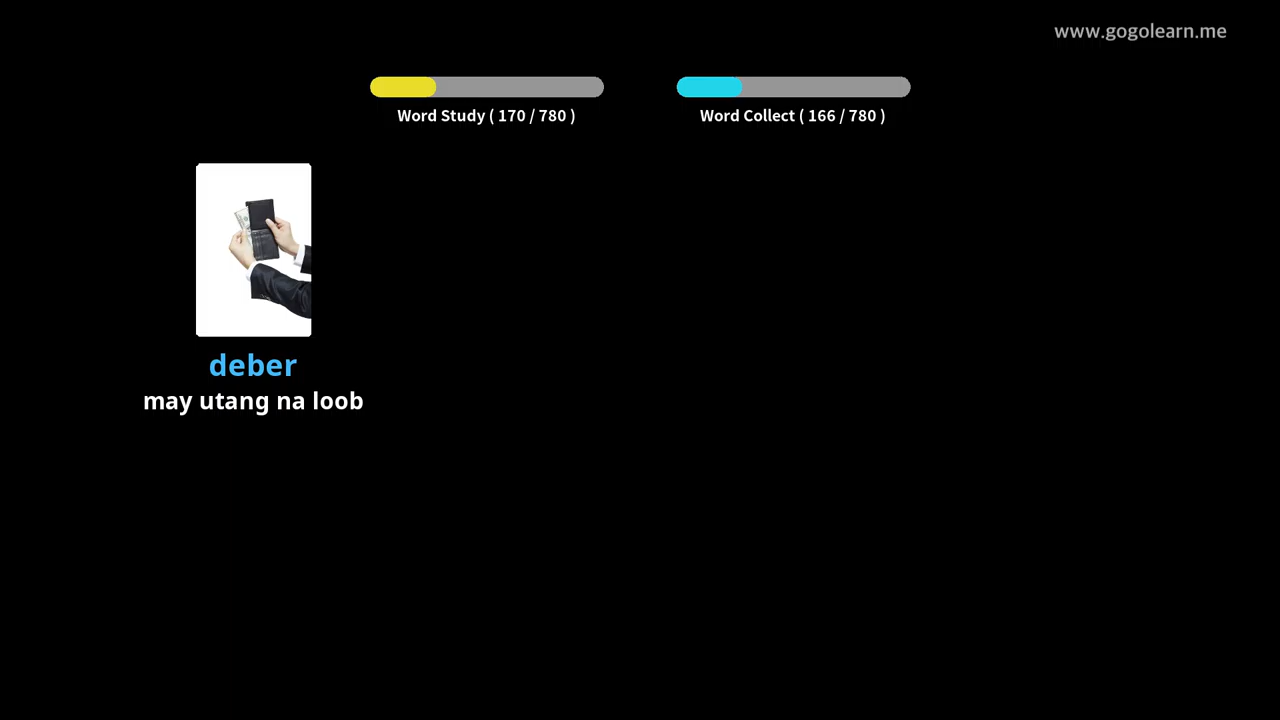 www.gogolearn.me
Word Study ( 170 / 780 )
Word Collect ( 166 / 780 )
deber
may utang na loob